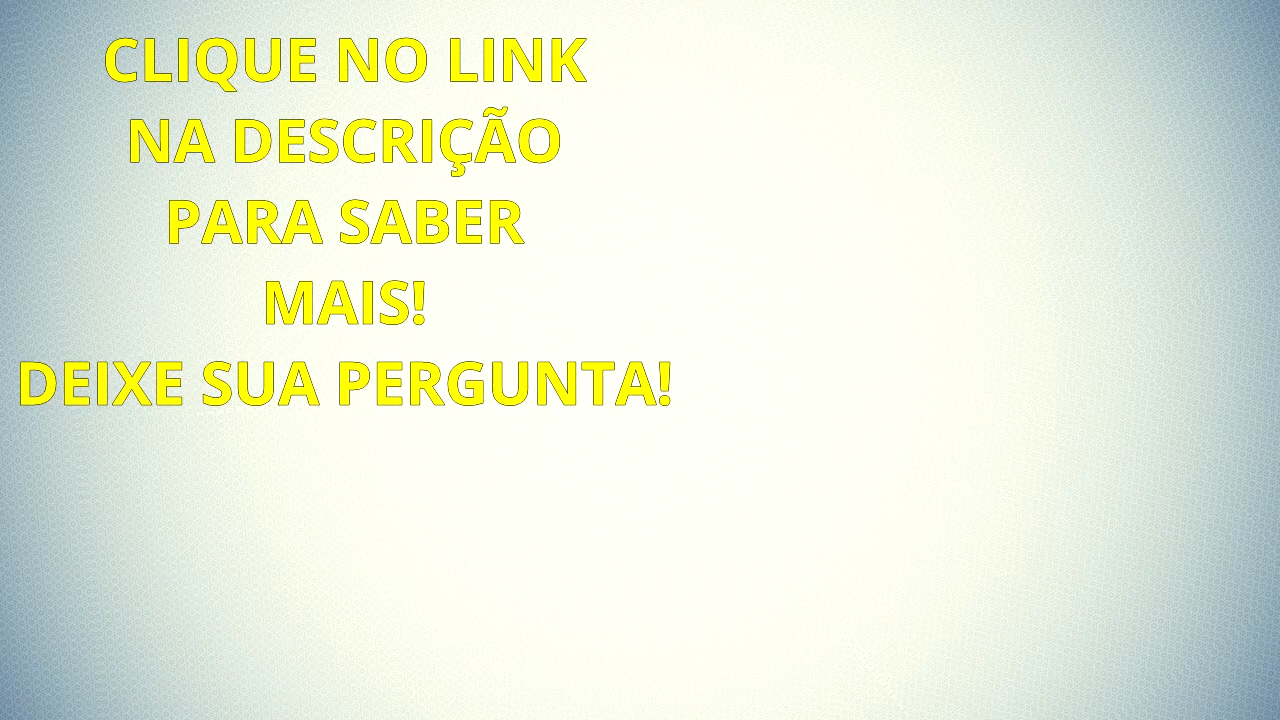 CLIQUE NO LINK
NA DESCRIÇÃO
PARA SABER
MAIS!
DEIXE SUA PERGUNTA!